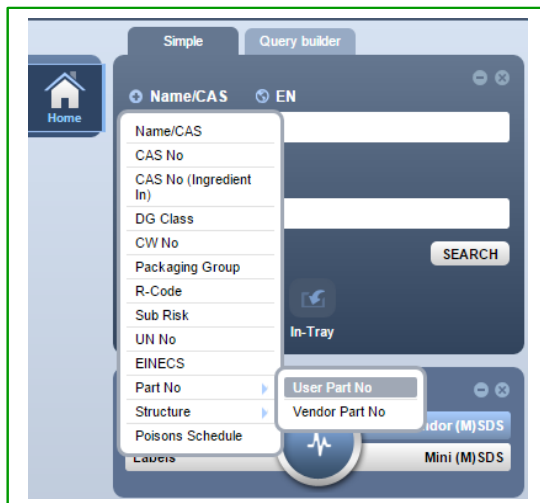 Simple
Query builder
Home
Name/CAS
EN
Name/CAS
CAS No
CAS No (Ingredient
In)
DG Class
CW No
Packaging Group
SEARCH
R-Code
Sub Risk
UN No
In-Tray
EINECS
Part No
User Part No
Structure
Vendor Part No
(M)SDS
Poisons Schedule
Labels
Mini (M)SDS